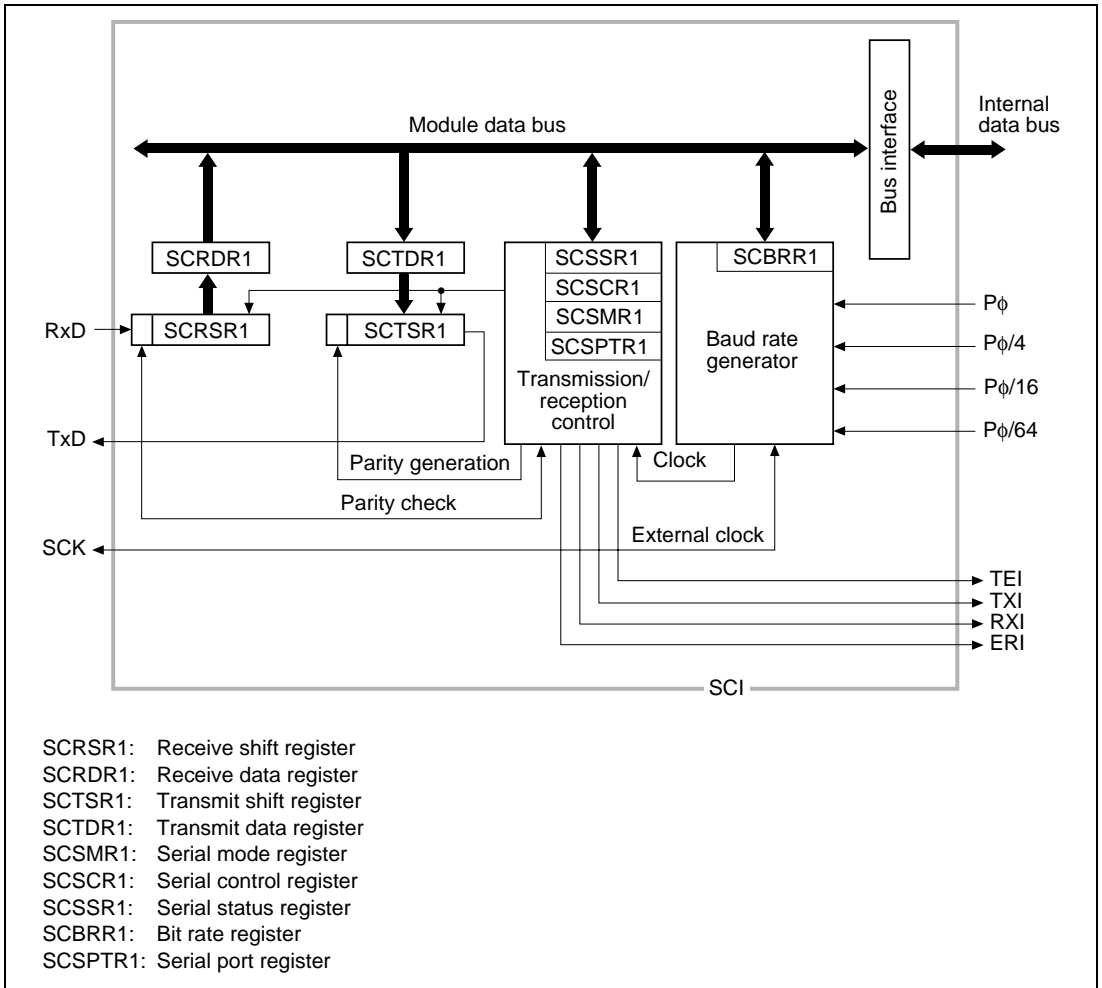 Module data bus
Bus interface
Internal
data bus
SCRDR1
SCTDR1
SCSSR1
SCSCR1
SCSMR1
SCSPTR1
Transmission/
reception
control
SCBRR1
Baud rate
generator
RxD
SCRSR1
SCTSR1
Pϕ
Pϕ/4
Pϕ/16
Pϕ/64
TxD
Parity generation
Clock
Parity check
SCK
External clock
TEI
TXI
RXI
ERI
SCI
SCRSR1: Receive shift register
SCRDR1: Receive data register
SCTSR1: Transmit shift register
SCTDR1: Transmit data register
SCSMR1: Serial mode register
SCSCR1: Serial control register
SCSSR1: Serial status register
SCBRR1: Bit rate register
SCSPTR1: Serial port register